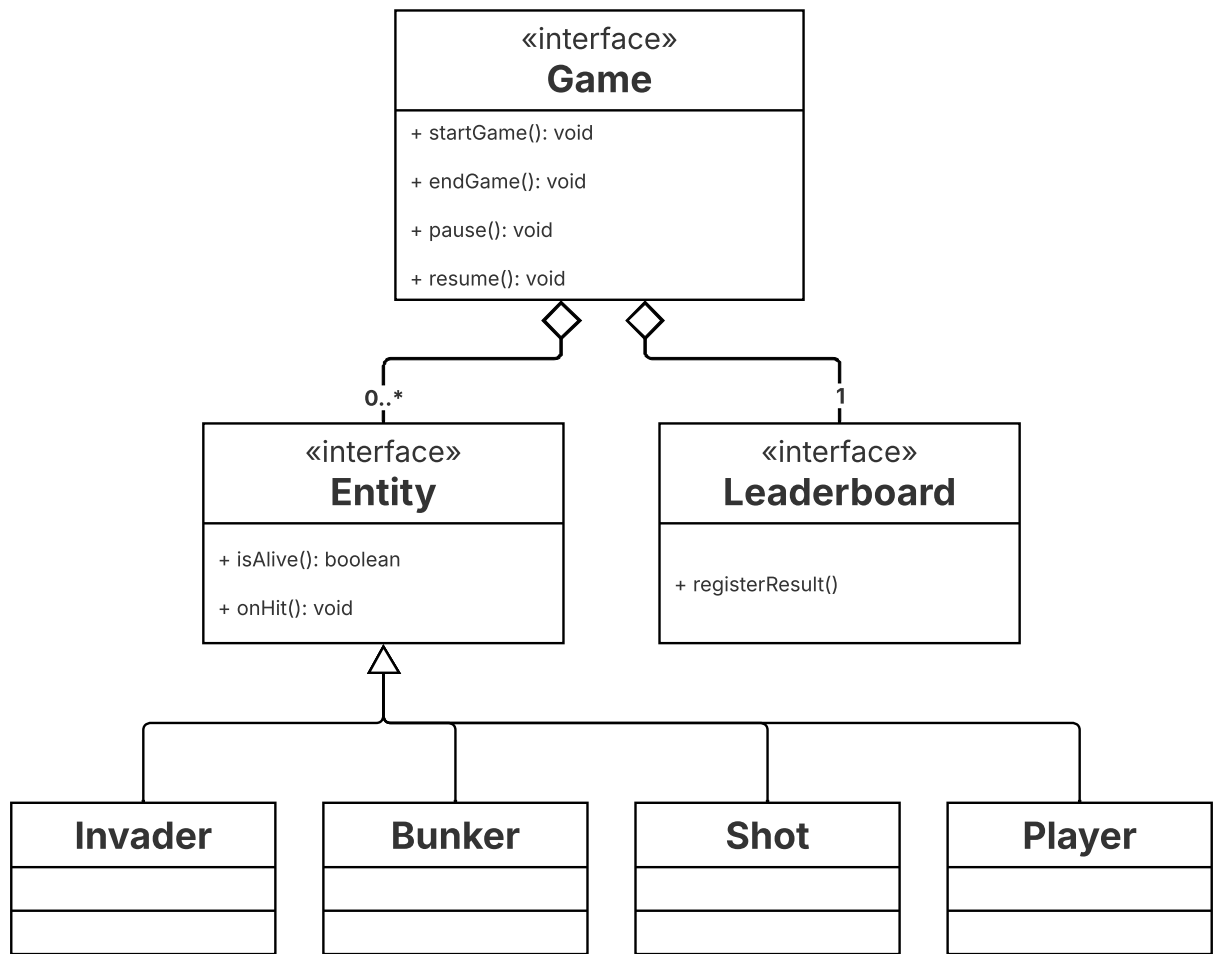 «interface»
Game
+ startGame(): void
+ endGame(): void
+ pause(): void
+ resume(): void
0..*
1
«interface»
Entity
+ isAlive(): boolean
+ onHit(): void
«interface»
Leaderboard
+ registerResult()
Invader
Bunker
Shot
Player